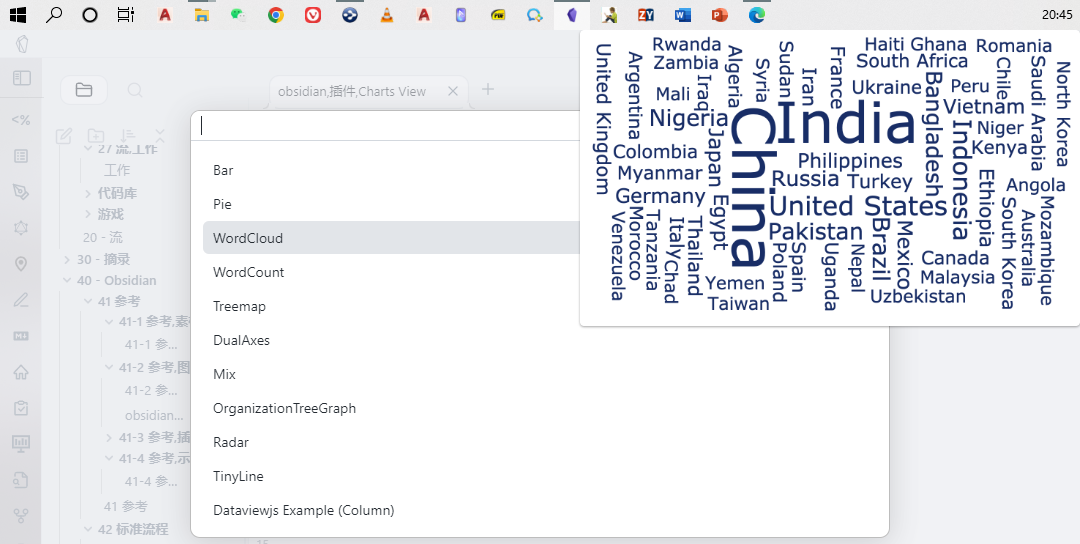 20:45
obsidian,插件,Charts View
<%
27 流,工作
工作
代码库
游戏
20 - 流
30 - 摘录
40 - Obsidian
41 参考
41-1 参考,素
41-1 参...
41-2 参考,图
41-2 参...
obsidian...
41-3 参考,插
41-4 参考,示
41-4 参...
41 参考
42 标准流程
Bar
Pie
WordCloud
WordCount
Treemap
DualAxes
Mix
OrganizationTreeGraph
Radar
TinyLine
Dataviewjs Example (Column)
15
United Kingdom
Rwanda
Zambia
Argentina
Mali
Iraq
Algeria
Syria
Sudan
Iran
France
Haiti
Ghana
South Africa
Romania
Ukraine
Chile
Saudi Arabia
North Korea
Peru
Vietnam
Bangladesh
Nigeria
Japan
China
India
Indonesia
Niger
Kenya
Colombia
Philippines
Myanmar
Russia
Turkey
Germany
Egypt
United States
Ethiopia
Angola
Venezuela
Morocco
Tanzania
Italy
Chad
Thailand
Pakistan
Poland
Spain
Uganda
Nepal
Brazil
Mexico
South Korea
Australia
Mozambique
Canada
Malaysia
Yemen
Taiwan
Uzbekistan